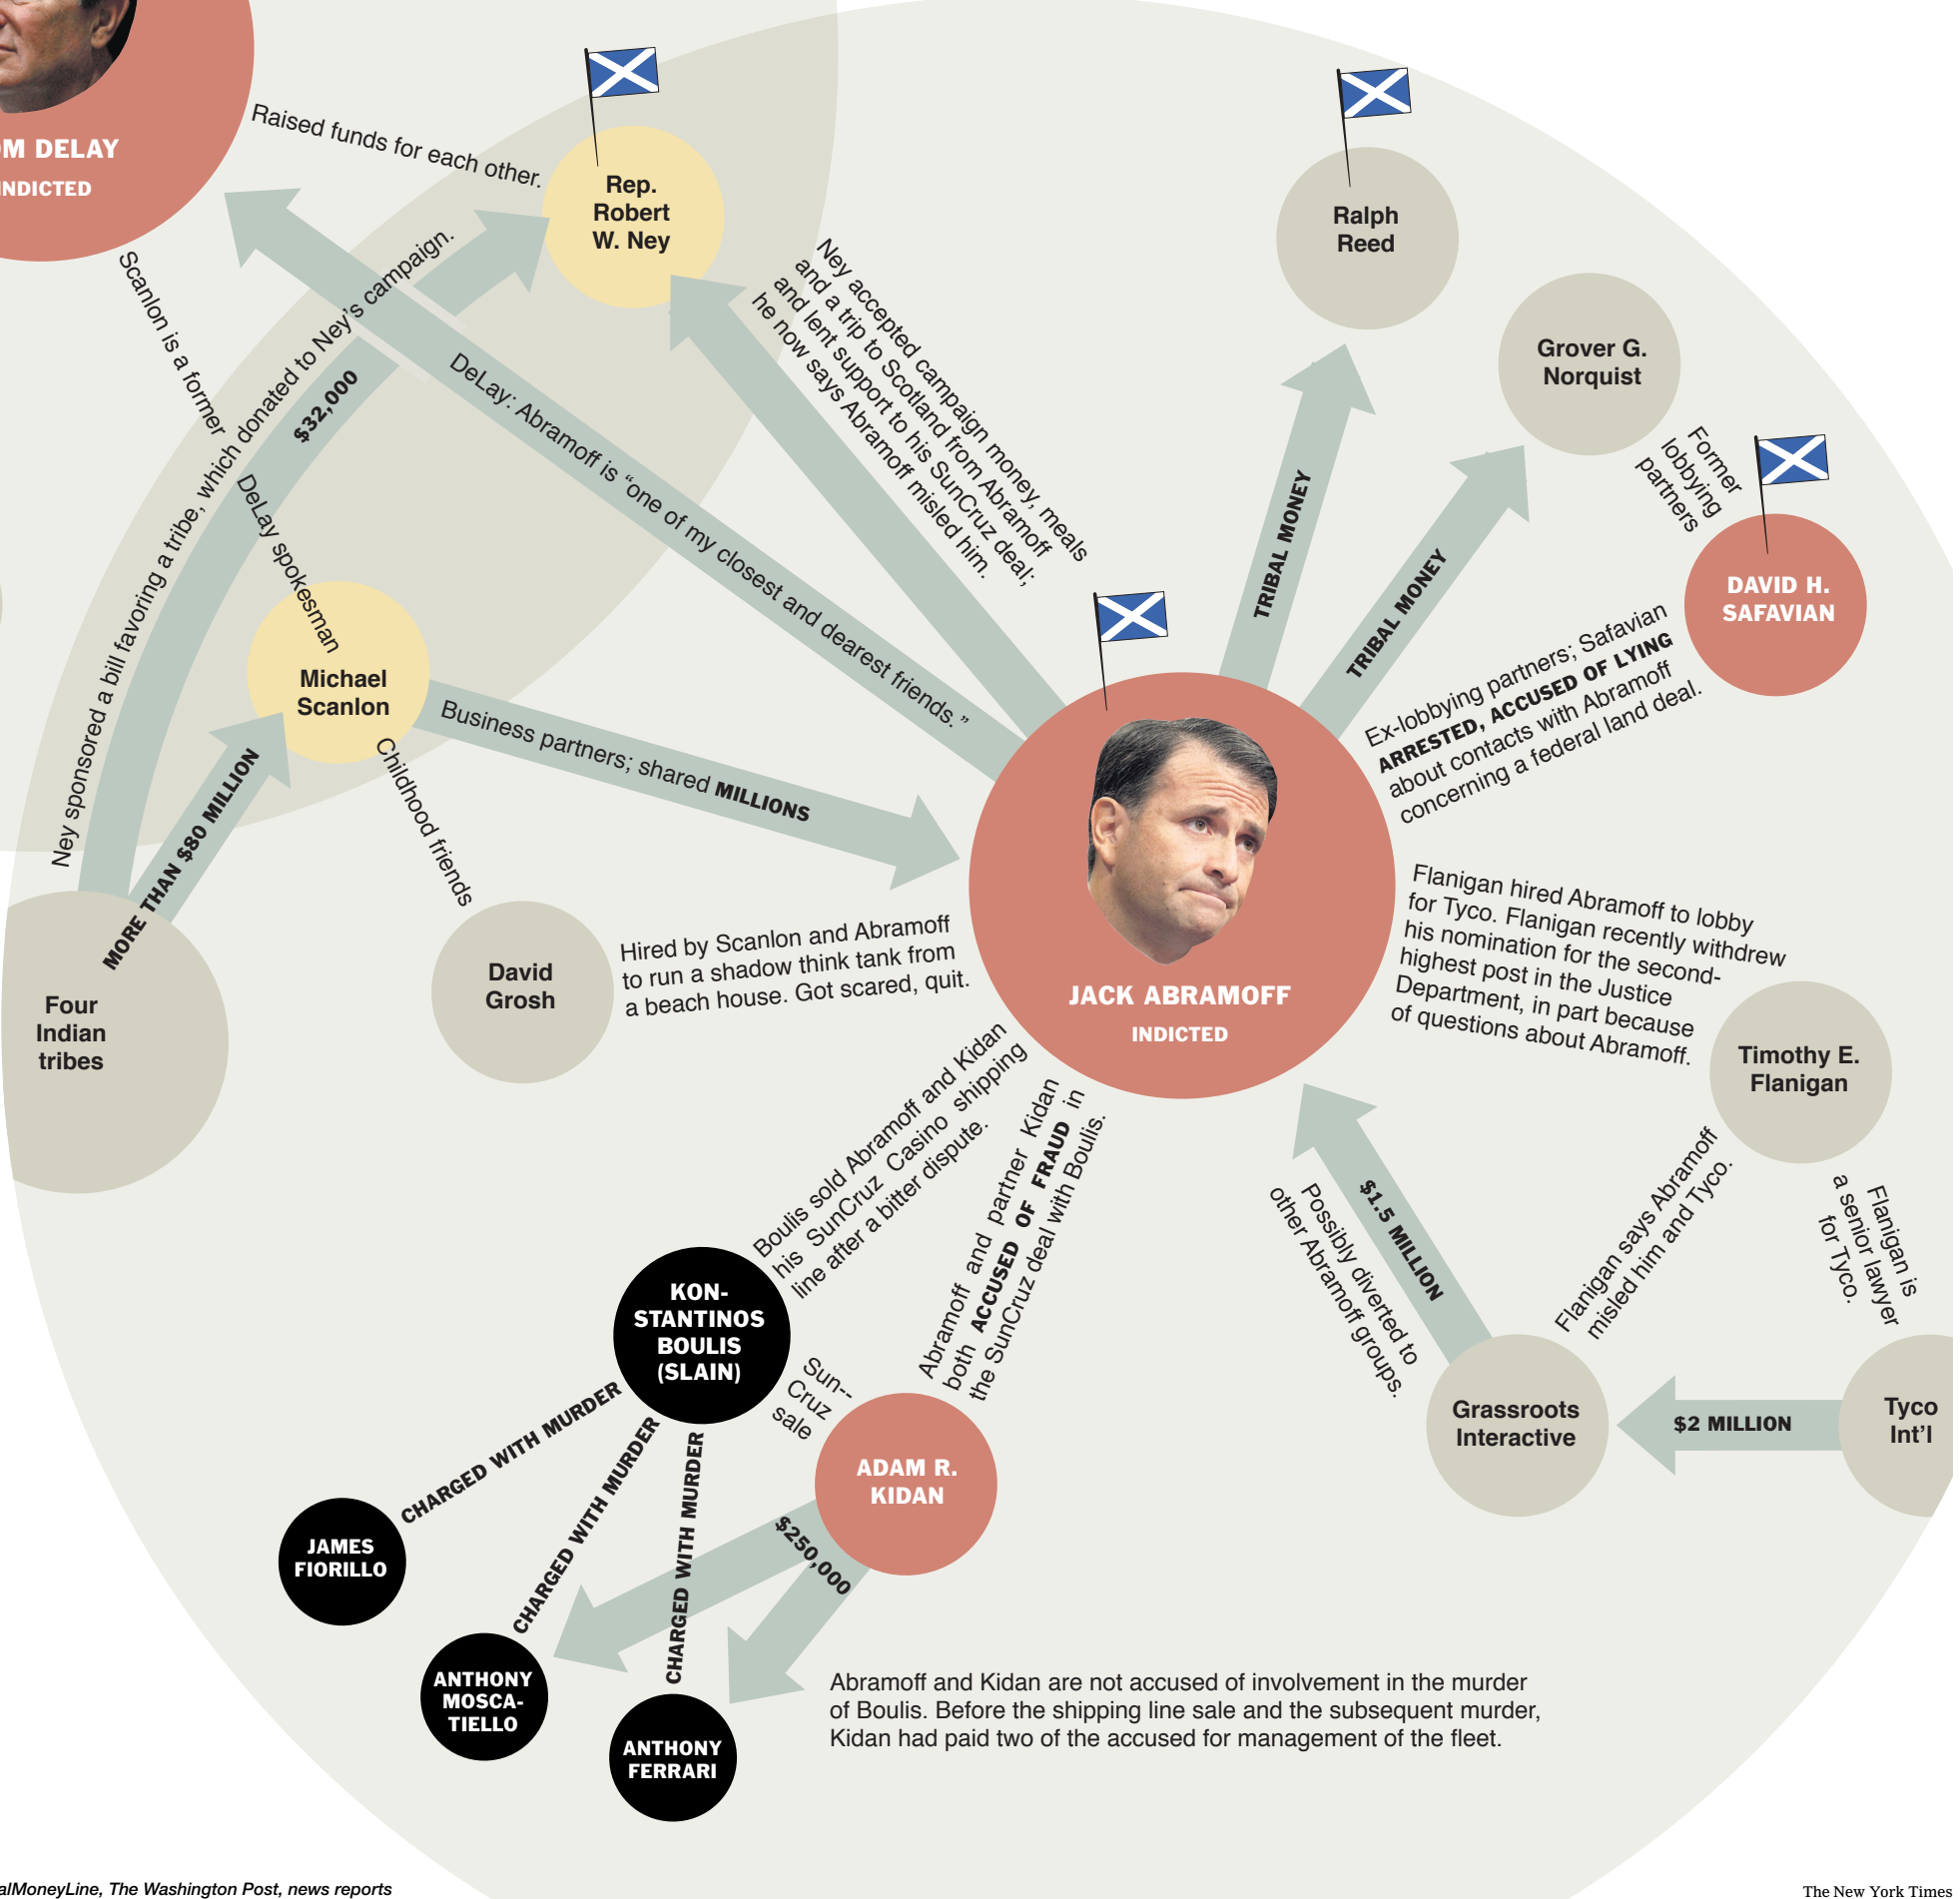 M DELAY
INDICTED
Raised funds for each other.
Rep.
Robert
W. Ney
Ralph
Reed
Grover G.
Norquist
Former
lobbying
partners
DAVID H.
SAFAVIAN
Scanlon is a former
DeLay spokesman
Ney sponsored a bill favoring a tribe, which donated to Ney's campaign.
$32,000
DeLay: Abramoff is “one of my closest and dearest friends.”
Ney accepted campaign money, meals
and a trip to Scotland from Abramoff
and lent support to his SunCruz deal;
he now says Abramoff misled him.
TRIBAL MONEY
TRIBAL MONEY
Ex-lobbying partners; Safavian
ARRESTED, ACCUSED OF LYING
about contacts with Abramoff
concerning a federal land deal.
Michael
Scanlon
Business partners; shared MILLIONS
MORE THAN $80 MILLION
Childhood friends
Four
Indian
tribes
David
Grosh
Hired by Scanlon and Abramoff
to run a shadow think tank from
a beach house. Got scared, quit.
JACK ABRAMOFF
INDICTED
Flanigan hired Abramoff to lobby
for Tyco. Flanigan recently withdrew
his nomination for the second-
highest post in the Justice
Department, in part because
of questions about Abramoff.
Timothy E.
Flanigan
Boulis sold Abramoff and Kidan
his SunCruz Casino shipping
line after a bitter dispute.
Abramoff and partner Kidan
both ACCUSED OF FRAUD in
the SunCruz deal with Boulis.
$1.5 MILLION
Possibly diverted to
other Abramoff groups.
Flanigan says Abramoff
misled him and Tyco.
Flanigan is
a senior lawyer
for Tyco.
KON-
STANTINOS
BOULIS
(SLAIN)
Sun--
Cruz
sale
ADAM R.
KIDAN
Grassroots
Interactive
$2 MILLION
Tyco
Int'l
CHARGED WITH MURDER
CHARGED WITH MURDER
CHARGED WITH MURDER
$250,000
JAMES
FIORILLO
ANTHONY
MOSCA-
TIELLO
ANTHONY
FERRARI
Abramoff and Kidan are not accused of involvement in the murder
of Boulis. Before the shipping line sale and the subsequent murder,
Kidan had paid two of the accused for management of the fleet.
alMoneyLine, The Washington Post, news reports
The New York Times